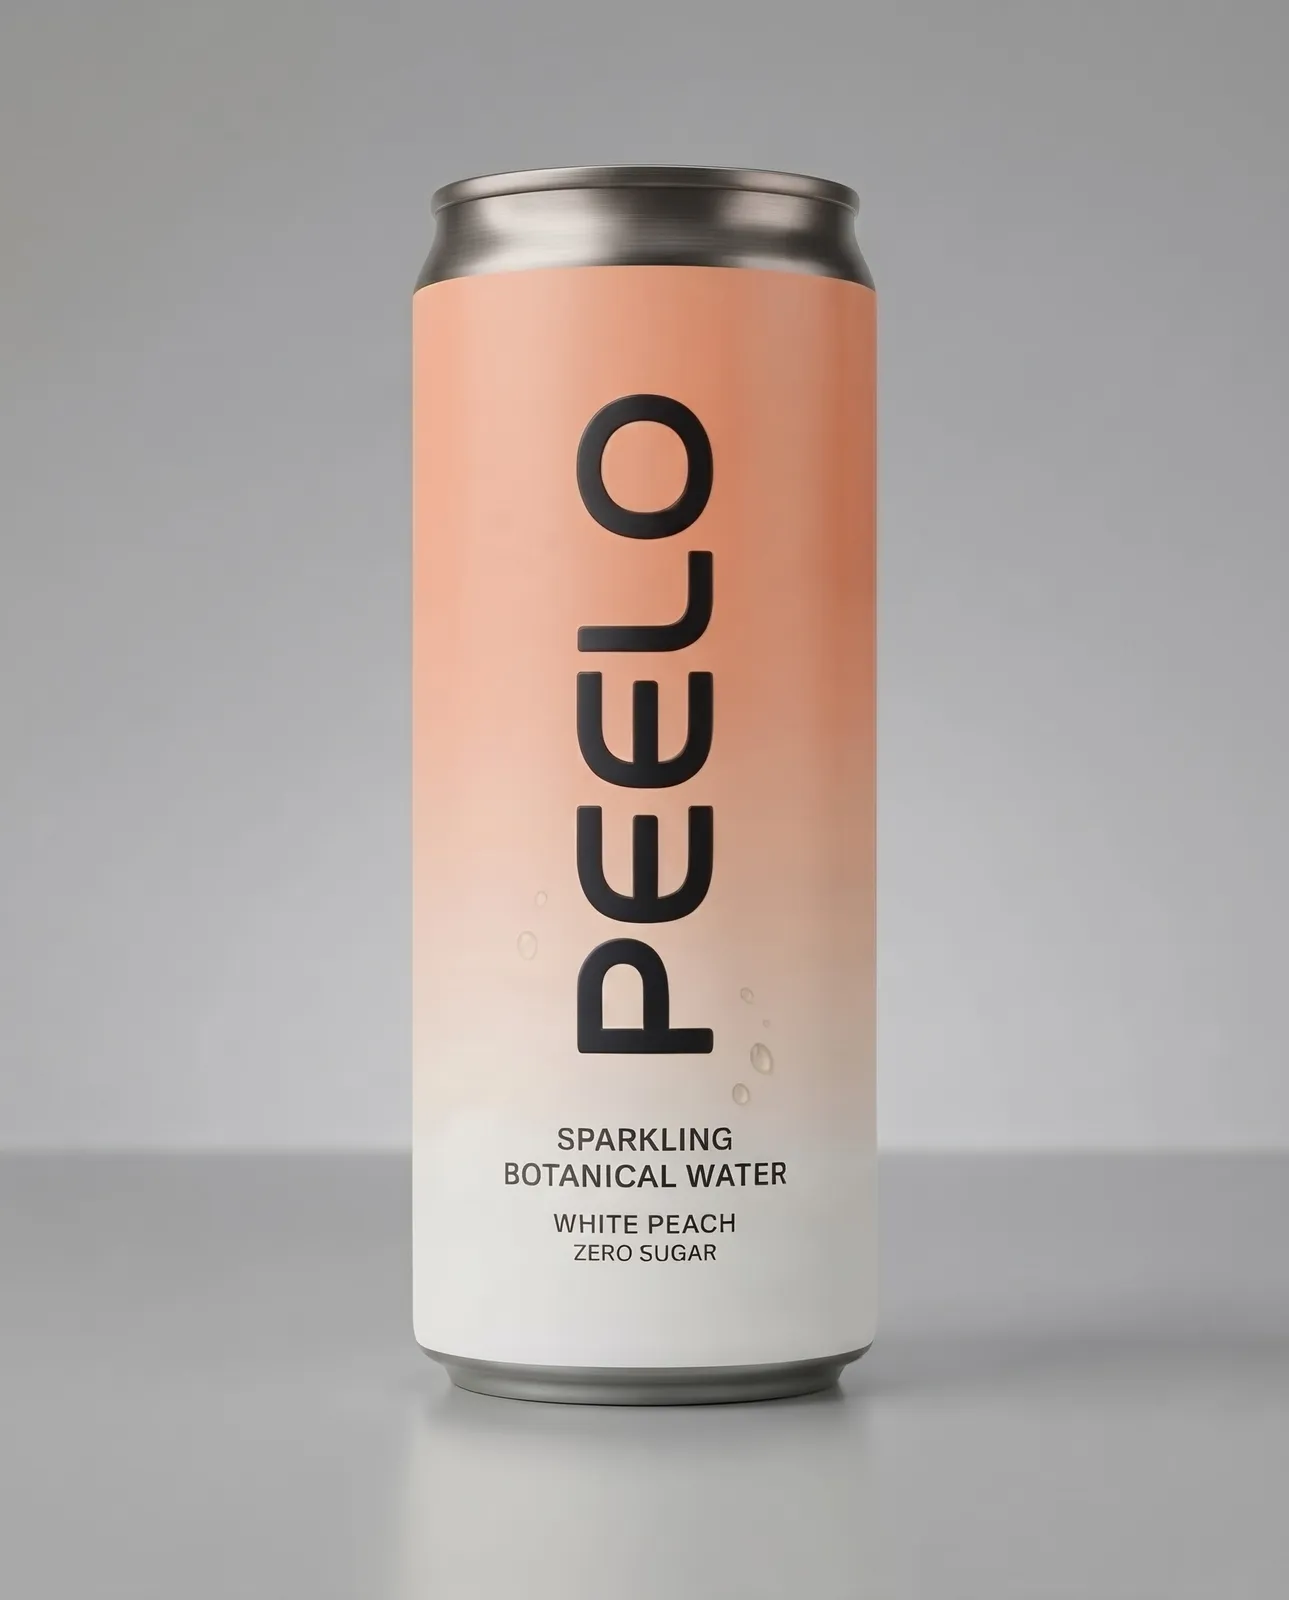 PEELO
SPARKLING
BOTANICAL WATER
WHITE PEACH
ZERO SUGAR